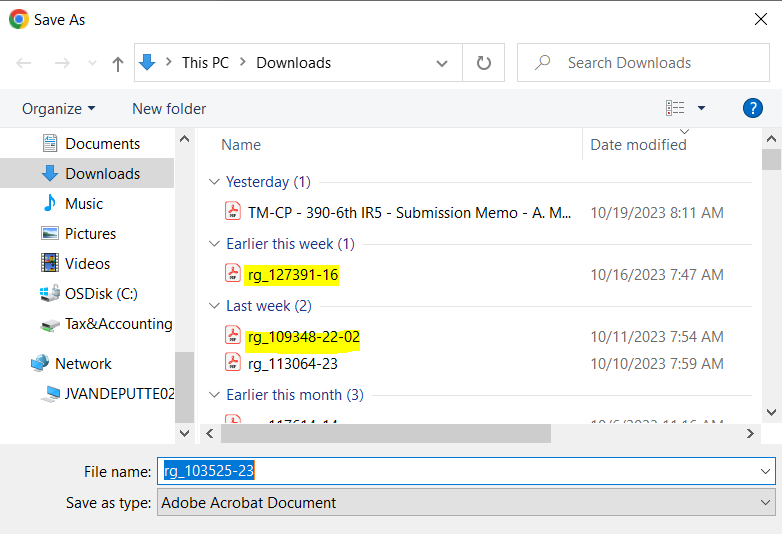 Save As
This PC > Downloads
Search Downloads
Organize
New folder
?
Documents
Downloads
Music
Pictures
Videos
OSDisk (C:)
Tax&Accounting
Network
JVANDEPUTTE02
Name Date modified
Yesterday (1)
TM-CP - 390-6th IR5 - Submission Memo - A. M... 10/19/2023 8:11 AM
Earlier this week (1)
rg_127391-16 10/16/2023 7:47 AM
Last week (2)
rg_109348-22-02 10/11/2023 7:54 AM
rg_113064-23 10/10/2023 7:59 AM
Earlier this month (3)
File name: rg_103525-23
Save as type: Adobe Acrobat Document